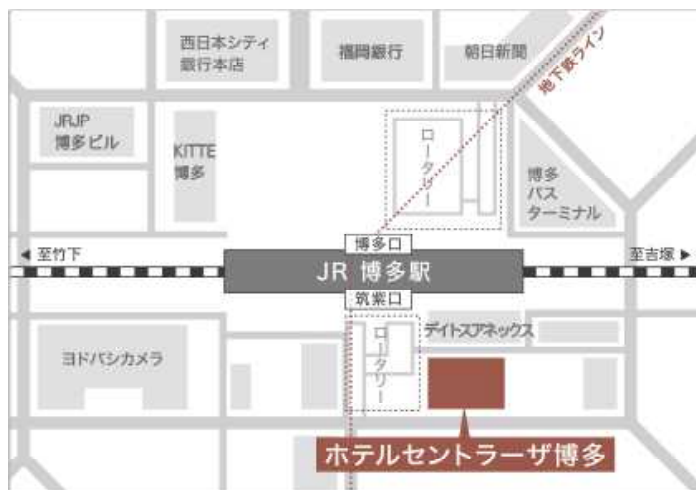 西日本シティ
銀行本店
福岡銀行
朝日新聞
地下鉄ライン
JRJP
博多ビル
KITTE
博多
ロータリー
博多
バス
ターミナル
博多口
◀ 至竹下
至吉塚 ▶
JR 博多駅
筑紫口
ロータリー
デイトスアネックス
ヨドバシカメラ
ホテルセントラーザ博多